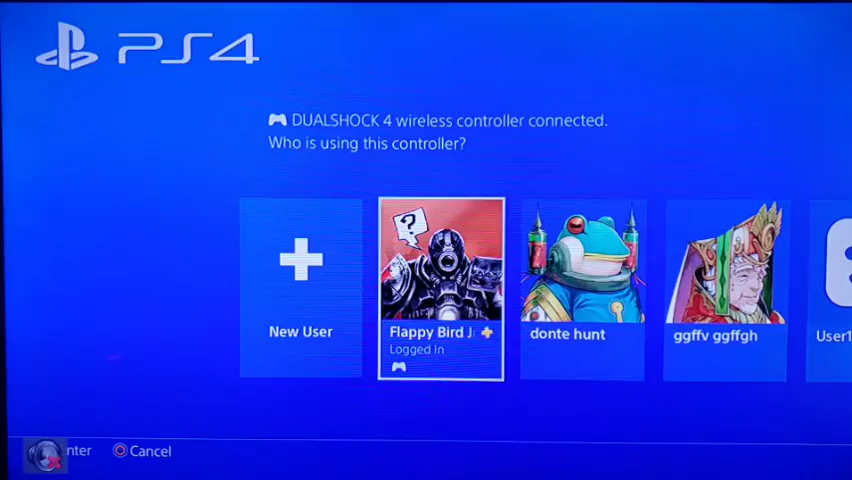 PS4
DUALSHOCK 4 wireless controller connected.
Who is using this controller?
?
New User
Flappy Bird J
Logged In
donte hunt
ggffv ggffgh
User1
nter
Cancel